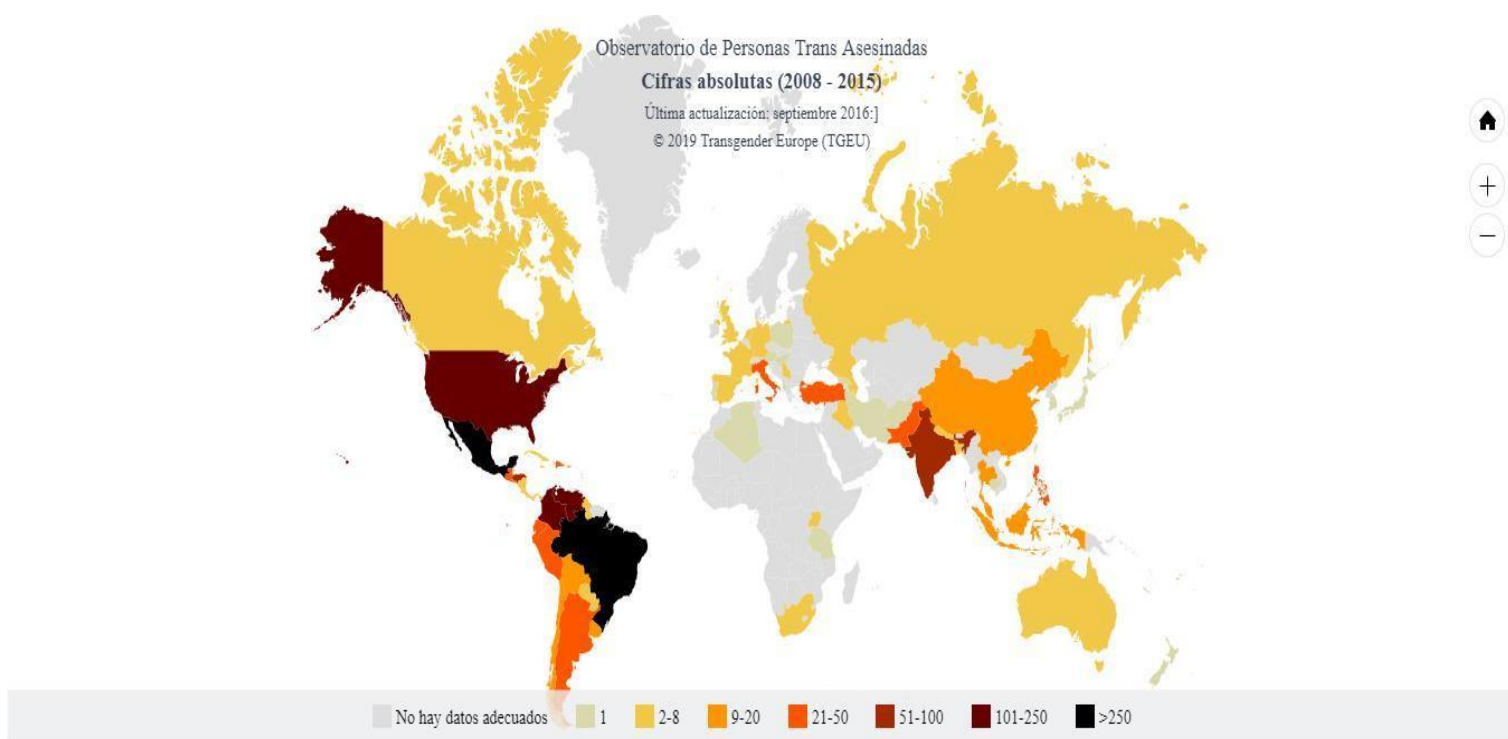 Observatorio de Personas Trans Asesinadas
Cifras absolutas (2008 - 2015)
Última actualización: septiembre 2016:]
© 2019 Transgender Europe (TGEU)
No hay datos adecuados 1 2-8 9-20 21-50 51-100 101-250 >250